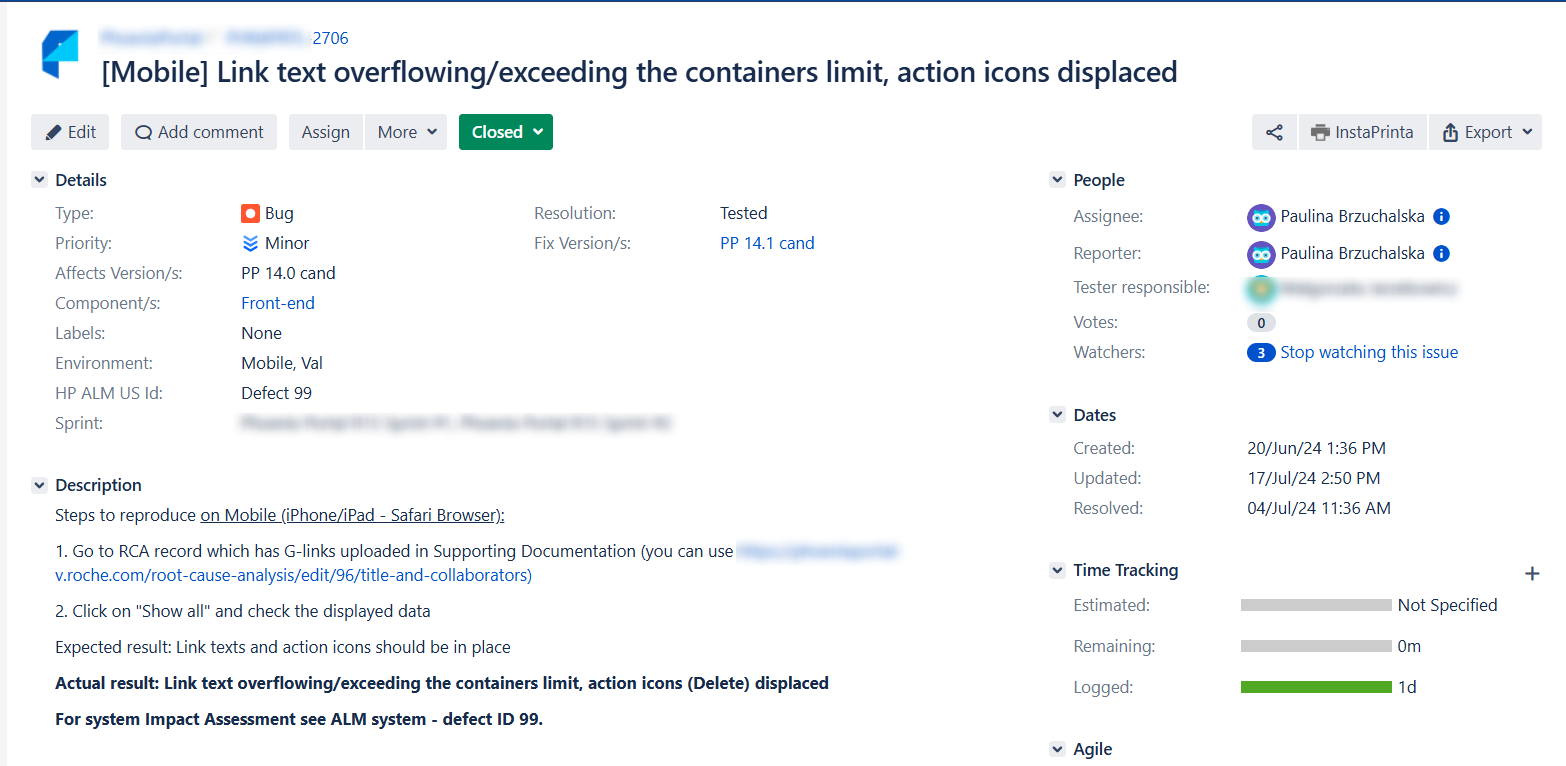 2706
[Mobile] Link text overflowing/exceeding the containers limit, action icons displaced
Edit Add comment Assign More Closed InstaPrinta Export
Details
Type: Bug Resolution: Tested
Priority: Minor Fix Version/s: PP 14.1 cand
Affects Version/s: PP 14.0 cand
Component/s: Front-end
Labels: None
Environment: Mobile, Val
HP ALM US Id: Defect 99
Sprint:
Description
Steps to reproduce on Mobile (iPhone/iPad - Safari Browser):
1. Go to RCA record which has G-links uploaded in Supporting Documentation (you can use
v.roche.com/root-cause-analysis/edit/96/title-and-collaborators)
2. Click on "Show all" and check the displayed data
Expected result: Link texts and action icons should be in place
Actual result: Link text overflowing/exceeding the containers limit, action icons (Delete) displaced
For system Impact Assessment see ALM system - defect ID 99.
People
Assignee: Paulina Brzuchalska
Reporter: Paulina Brzuchalska
Tester responsible:
Votes: 0
Watchers: 3 Stop watching this issue
Dates
Created: 20/Jun/24 1:36 PM
Updated: 17/Jul/24 2:50 PM
Resolved: 04/Jul/24 11:36 AM
Time Tracking
Estimated: Not Specified
Remaining: 0m
Logged: 1d
Agile